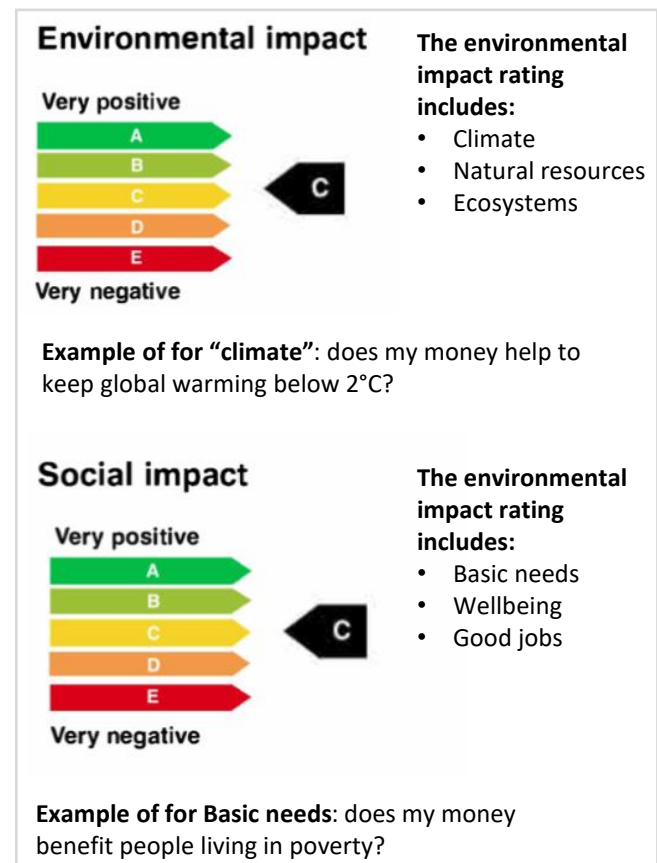 Environmental impact
Very positive
A
B
C
D
E
Very negative
C
The environmental
impact rating
includes:
• Climate
• Natural resources
• Ecosystems
Example of for “climate”: does my money help to
keep global warming below 2°C?
Social impact
Very positive
A
B
C
D
E
Very negative
C
The environmental
impact rating
includes:
• Basic needs
• Wellbeing
• Good jobs
Example of for Basic needs: does my money
benefit people living in poverty?